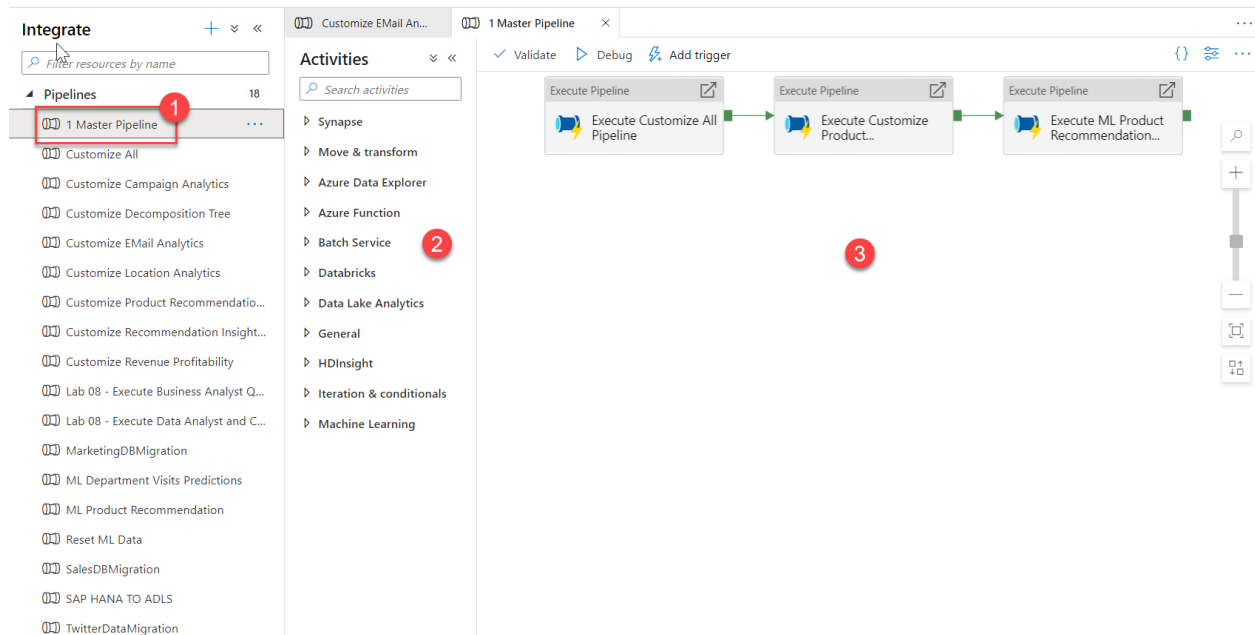 Integrate
Filter resources by name
Pipelines 18
1 Master Pipeline
1
Customize All
Customize Campaign Analytics
Customize Decomposition Tree
Customize EMail Analytics
Customize Location Analytics
Customize Product Recommendatio...
Customize Recommendation Insight...
Customize Revenue Profitability
Lab 08 - Execute Business Analyst Q...
Lab 08 - Execute Data Analyst and C...
MarketingDBMigration
ML Department Visits Predictions
ML Product Recommendation
Reset ML Data
SalesDBMigration
SAP HANA TO ADLS
TwitterDataMigration
Customize EMail An...
1 Master Pipeline
Activities
Search activities
Synapse
Move & transform
Azure Data Explorer
Azure Function
Batch Service
2
Databricks
Data Lake Analytics
General
HDInsight
Iteration & conditionals
Machine Learning
Validate Debug Add trigger
Execute Pipeline
Execute Customize All
Pipeline
Execute Pipeline
Execute Customize
Product...
Execute Pipeline
Execute ML Product
Recommendation...
3